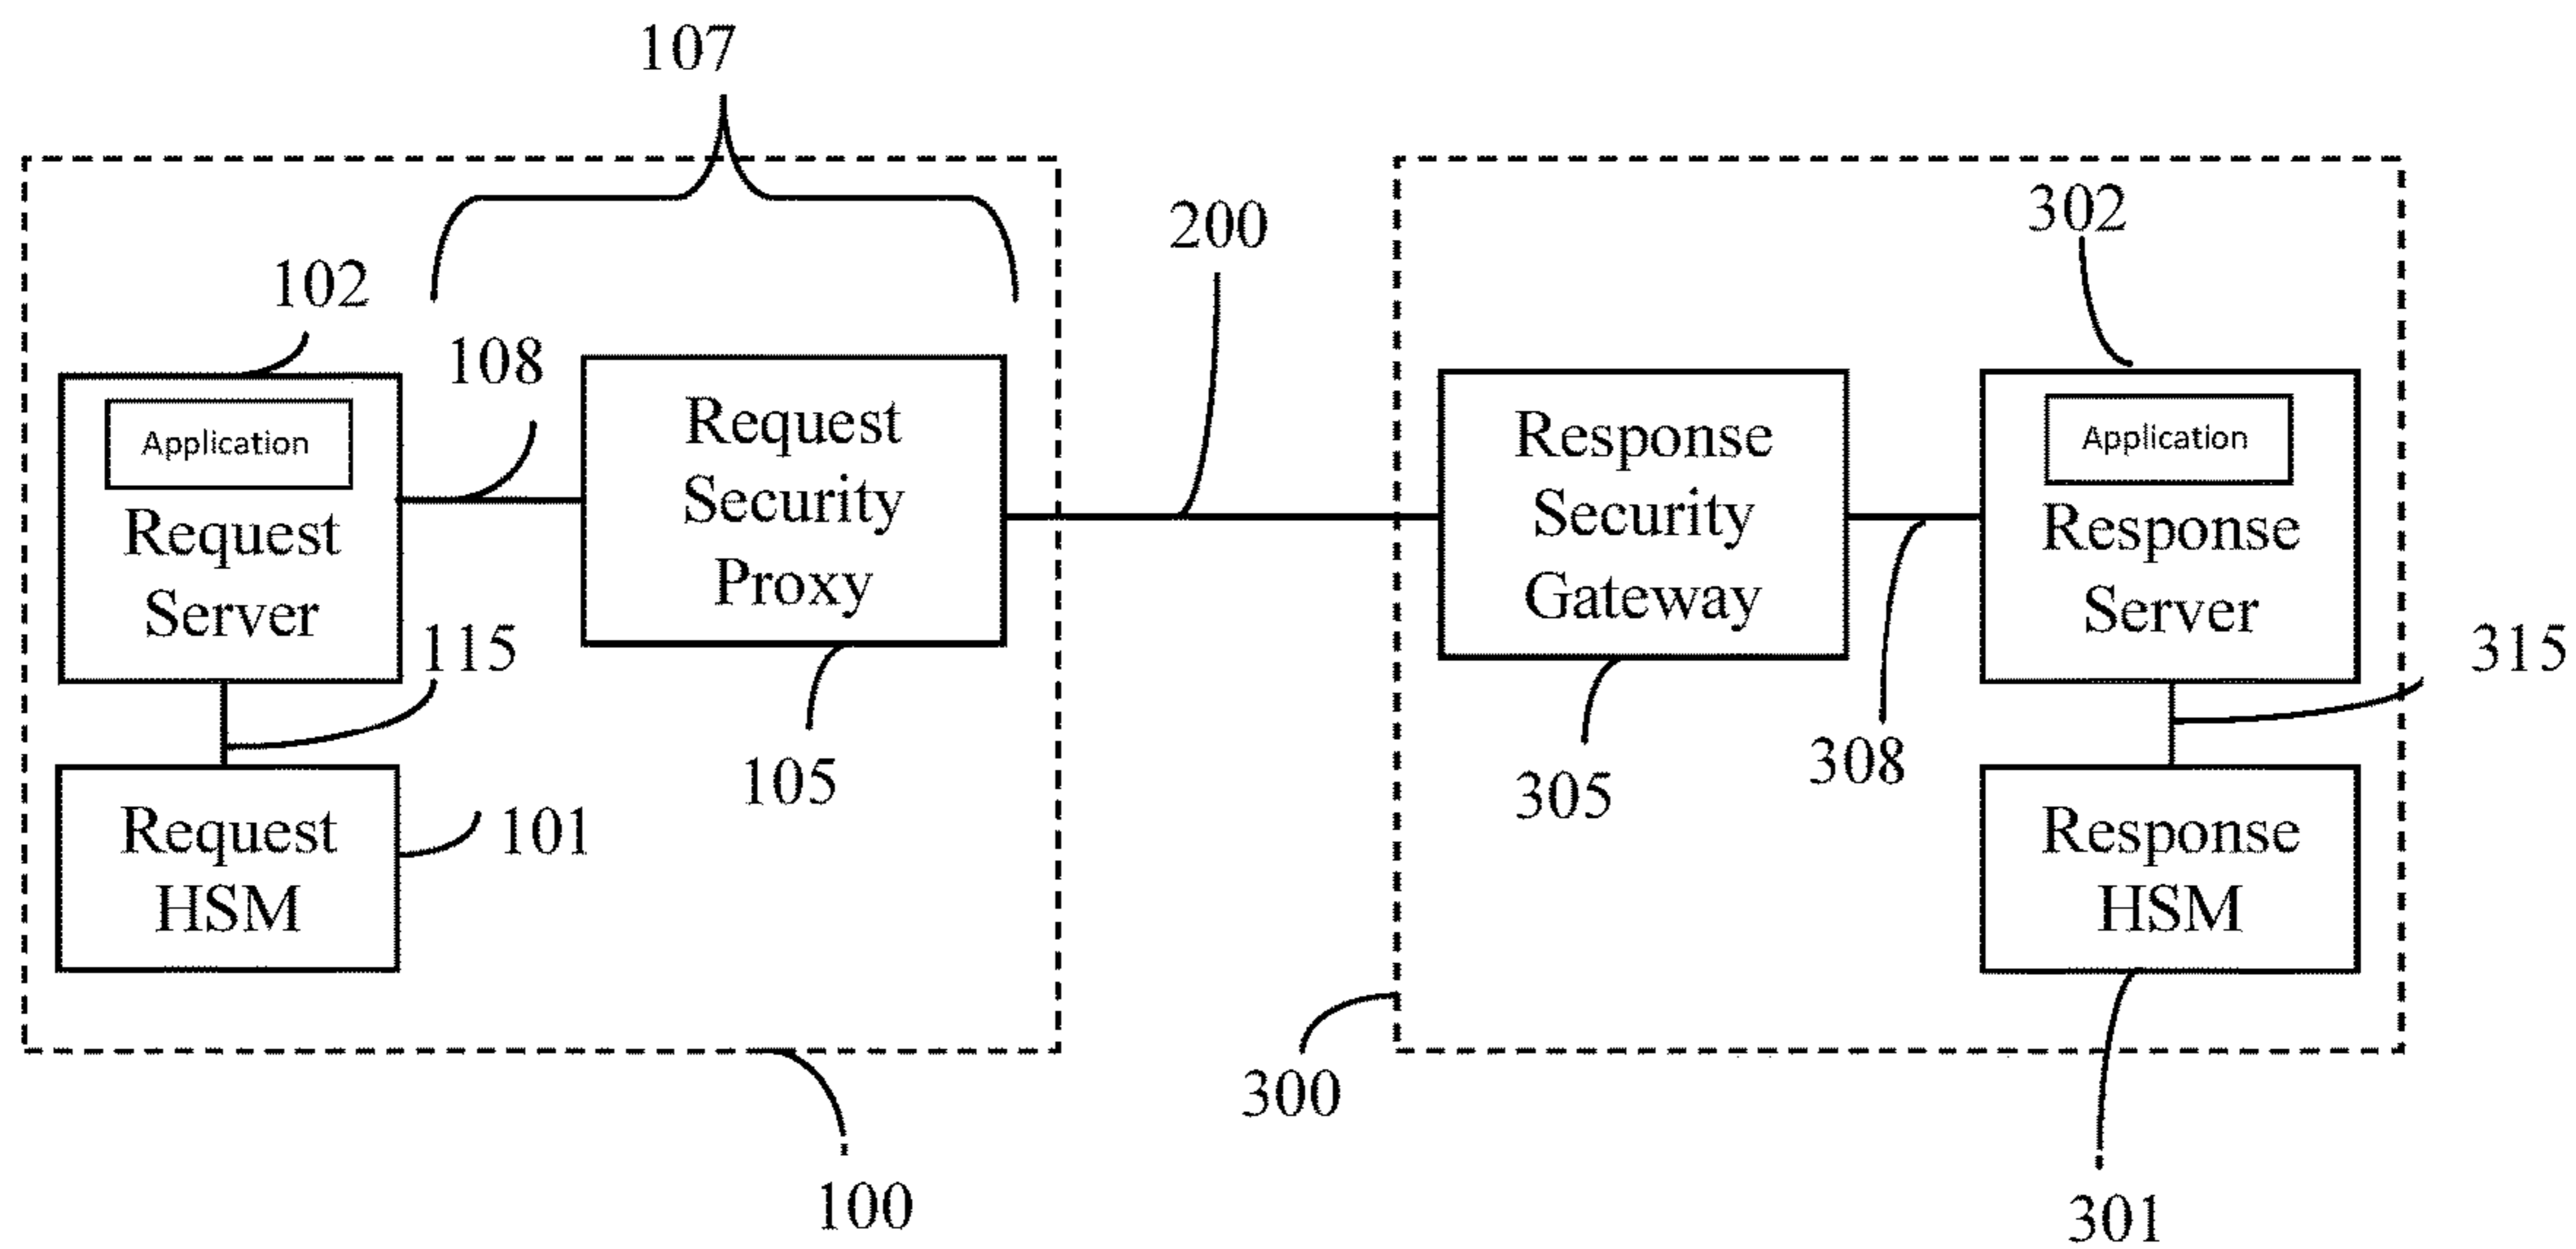 107
200
302
102
108
Application
Request
Server
Request
Security
Proxy
Response
Security
Gateway
Application
Response
Server
115
315
105
305
308
Request
HSM
101
Response
HSM
300
100
301